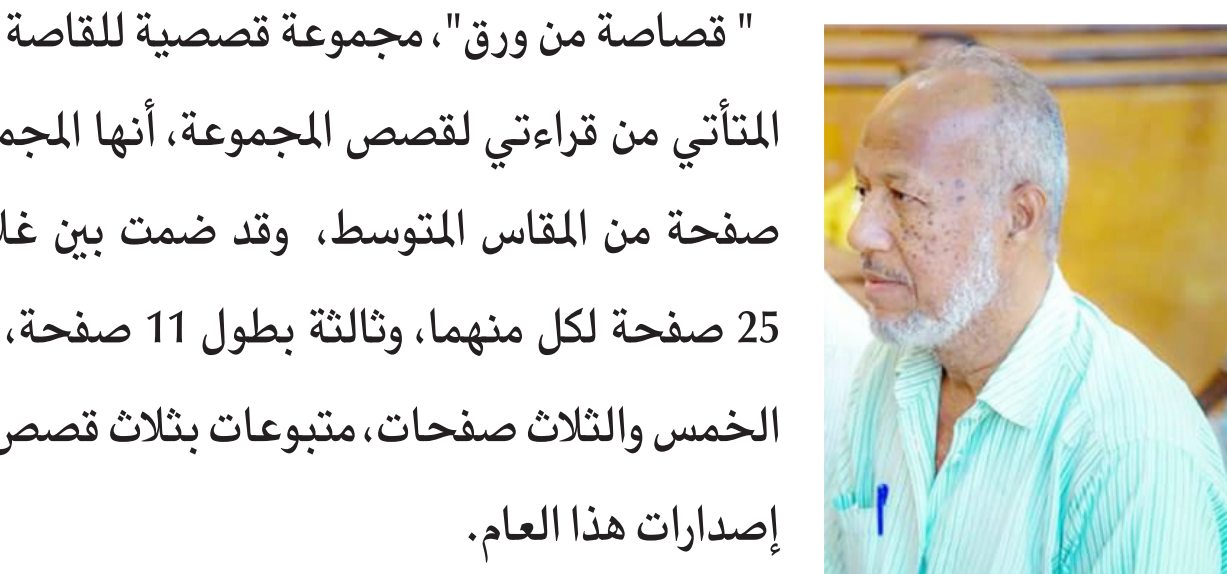 " قصاصة من ورق"، مجموعة قصصية للقاصة
المتأتي من قراءتي لقصص المجموعة، أنها
صفحة من المقاس المتوسط، وقد ضمت بين
25 صفحة لكل منهما، وثالثة بطول 11 صفحة،
الخمس والثلاث صفحات، متبوعات بثلاث قصص
إصدارات هذا العام.